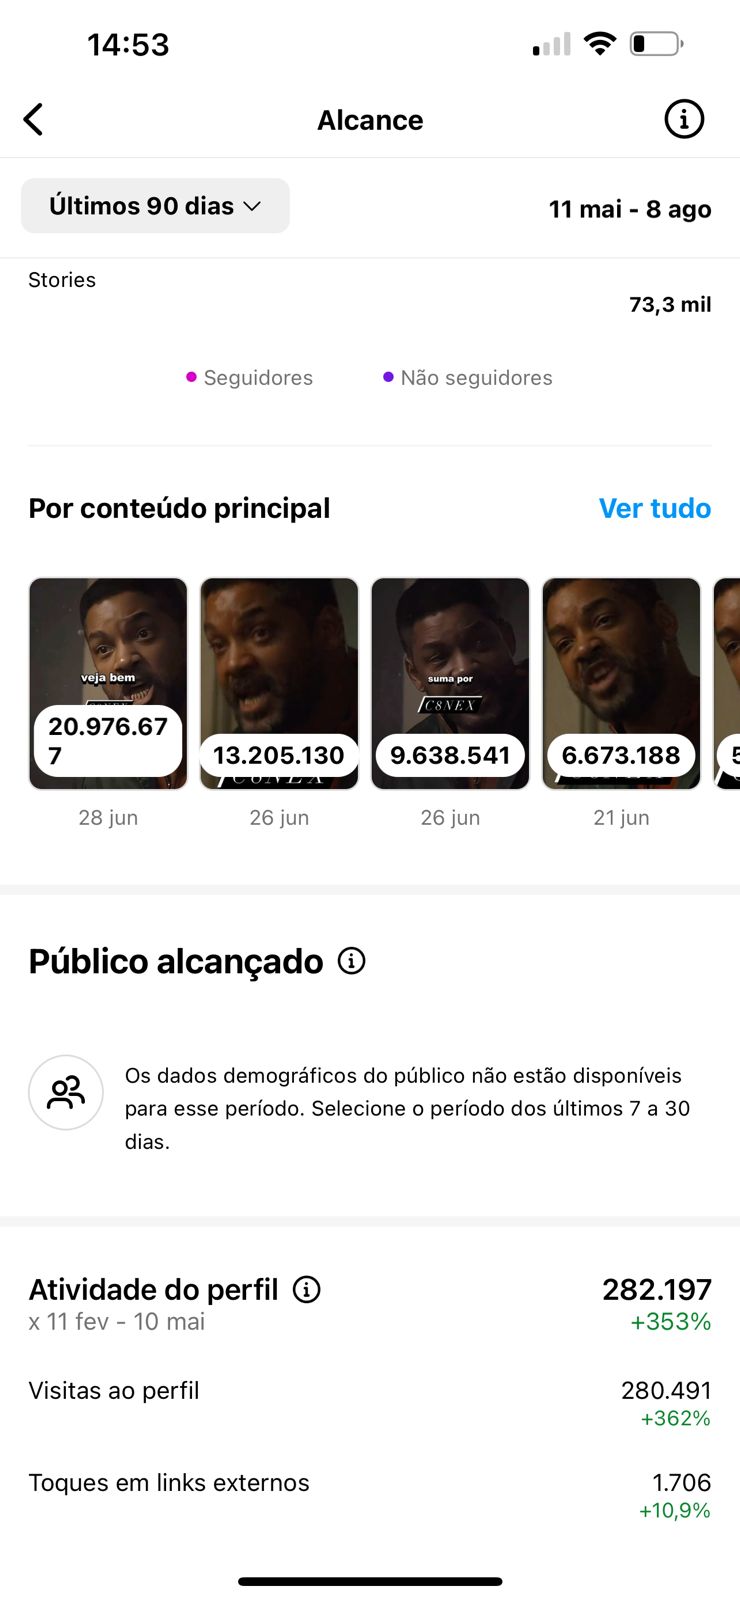 14:53
Alcance
Últimos 90 dias
11 mai - 8 ago
Stories
73,3 mil
Seguidores
Não seguidores
Por conteúdo principal
Ver tudo
veja bem
20.976.67
7
13.205.130
suma por
C8NEX
9.638.541
6.673.188
5
28 jun
26 jun
26 jun
21 jun
Público alcançado
Os dados demográficos do público não estão disponíveis
para esse período. Selecione o período dos últimos 7 a 30
dias.
Atividade do perfil
282.197
x 11 fev - 10 mai
+353%
Visitas ao perfil
280.491
+362%
Toques em links externos
1.706
+10,9%